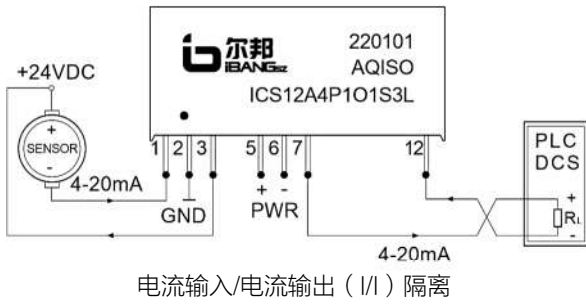 尔邦
iBANGsz
220101
AQISO
ICS12A4P1O1S3L
+24VDC
+
SENSOR
-
1 2 3 5 6 7 12
4-20mA
GND
+ -
PWR
PLC
DCS
+
RL
-
4-20mA
电流输入/电流输出（I/I）隔离